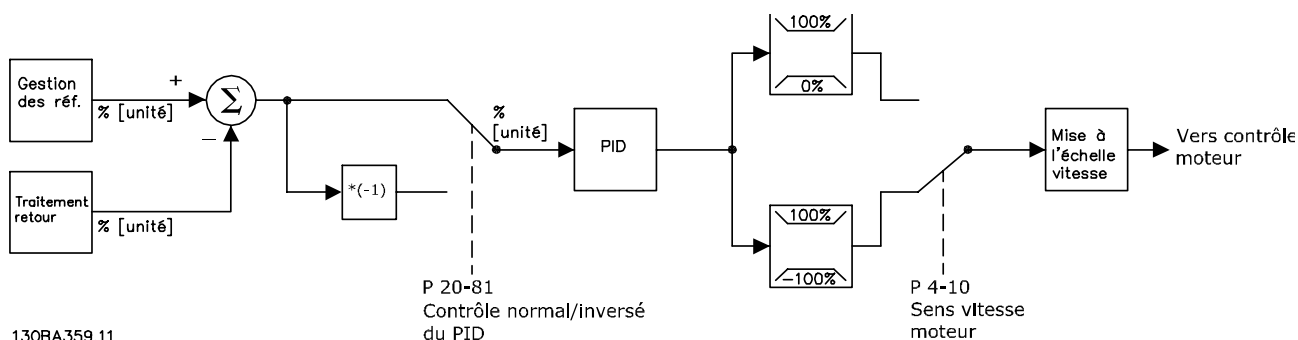 Gestion
des réf.
+
% [unité]
Σ
–
Traitement
retour
% [unité]
*(-1)
%
[unité]
PID
100%
0%
100%
-100%
Mise à
l'échelle
vitesse
Vers contrôle
moteur
P 20-81
Contrôle normal/inversé
du PID
P 4-10
Sens vitesse
moteur
130BA359.11